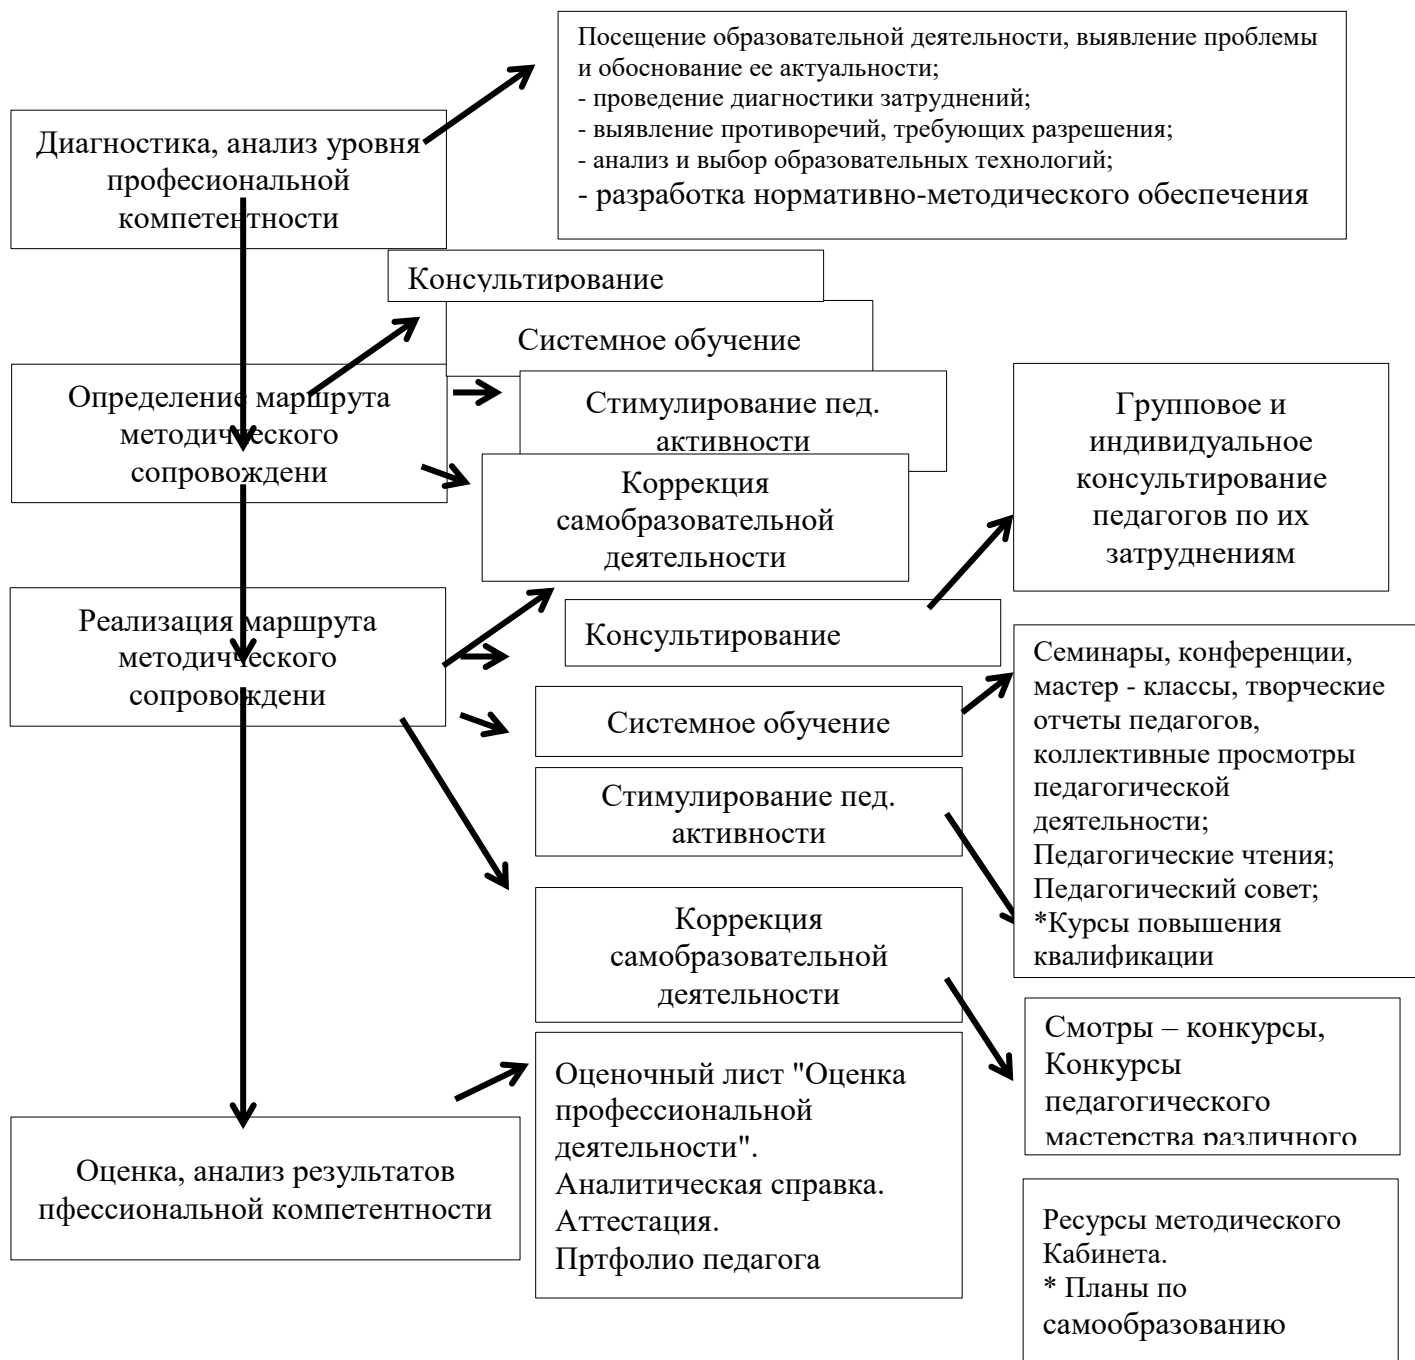 Посещение образовательной деятельности, выявление проблемы
и обоснование ее актуальности;
- проведение диагностики затруднений;
- выявление противоречий, требующих разрешения;
- анализ и выбор образовательных технологий;
- разработка нормативно-методического обеспечения
Диагностика, анализ уровня
професиональной
компетентности
Консультирование
Системное обучение
Определение маршрута
методичческого
сопровождени
Стимулирование пед.
активности
Коррекция
самобразовательной
деятельности
Групповое и
индивидуальное
консультирование
педагогов по их
затруднениям
Реализация маршрута
методичческого
сопровождени
Консультирование
Системное обучение
Стимулирование пед.
активности
Коррекция
самобразовательной
деятельности
Семинары, конференции,
мастер - классы, творческие
отчеты педагогов,
коллективные просмотры
педагогической
деятельности;
Педагогические чтения;
Педагогический совет;
*Курсы повышения
квалификации
Смотры – конкурсы,
Конкурсы
педагогического
мастерства различного
Оценка, анализ результатов
пфессиональной компетентности
Оценочный лист "Оценка
профессиональной
деятельности".
Аналитическая справка.
Аттестация.
Пртфолио педагога
Ресурсы методического
Кабинета.
* Планы по
самообразованию